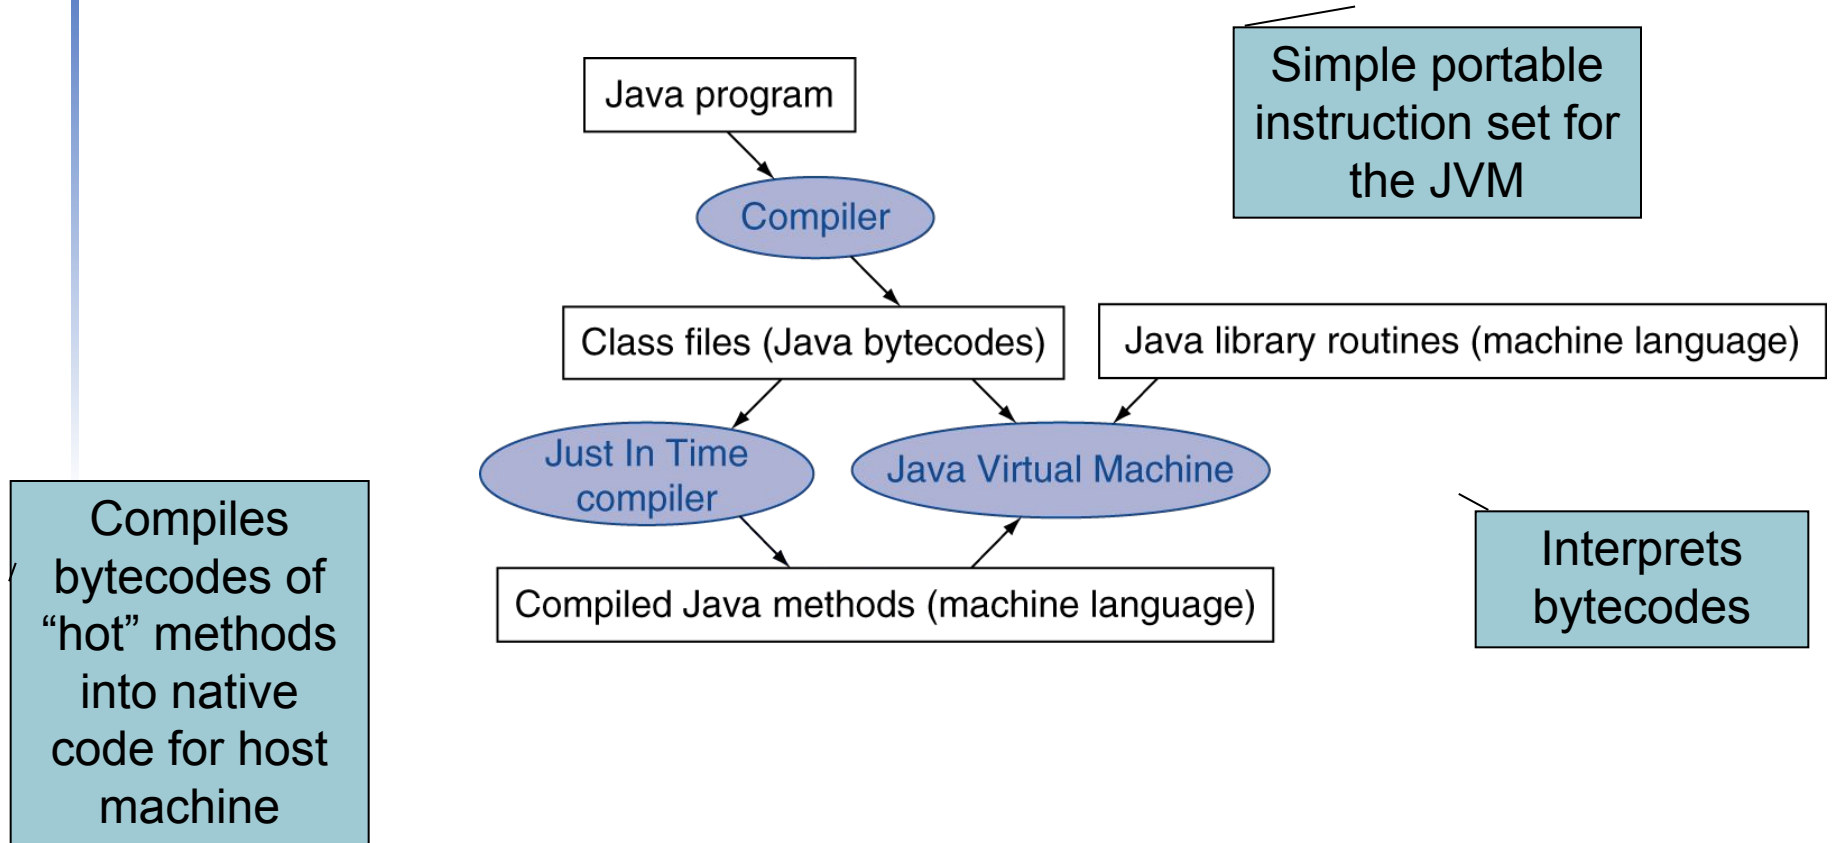 Java program
Simple portable
instruction set for
the JVM
Compiler
Class files (Java bytecodes)
Java library routines (machine language)
Just In Time
compiler
Java Virtual Machine
Compiles
bytecodes of
“hot” methods
into native
code for host
machine
Interprets
bytecodes
Compiled Java methods (machine language)